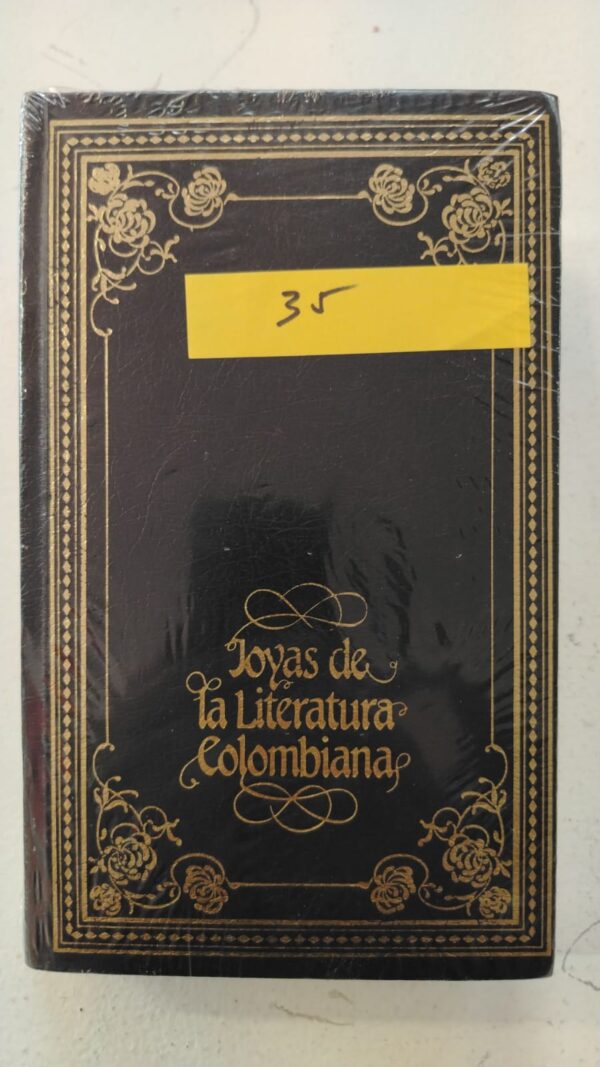 35
Joyas de
la Literatura
Colombiana